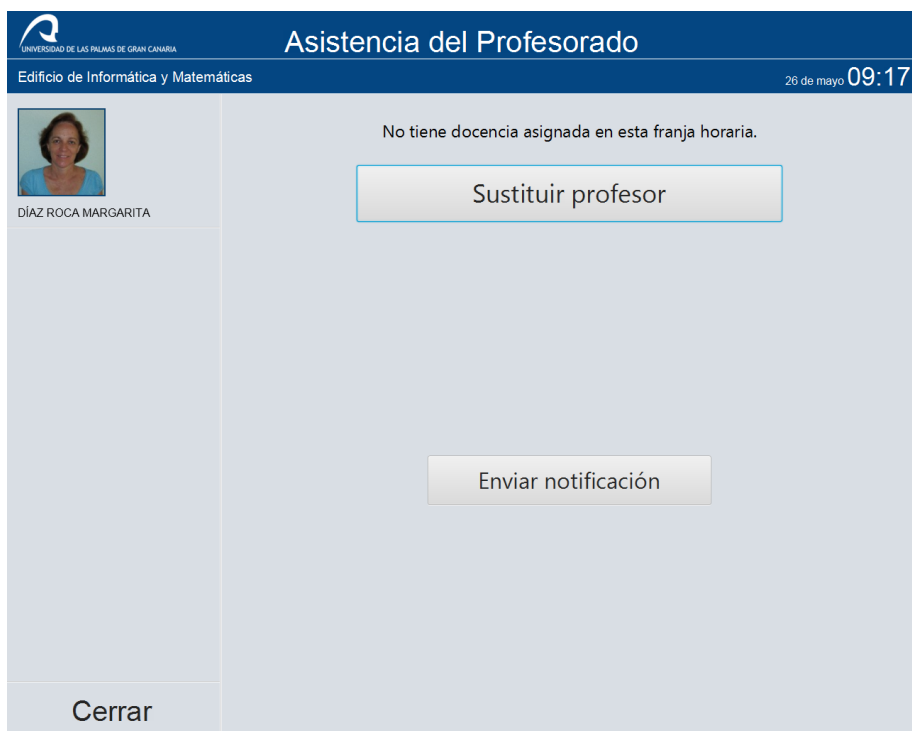 UNIVERSIDAD DE LAS PALMAS DE GRAN CANARIA
Asistencia del Profesorado
Edificio de Informática y Matemáticas
26 de mayo 09:17
DÍAZ ROCA MARGARITA
No tiene docencia asignada en esta franja horaria.
Sustituir profesor
Enviar notificación
Cerrar